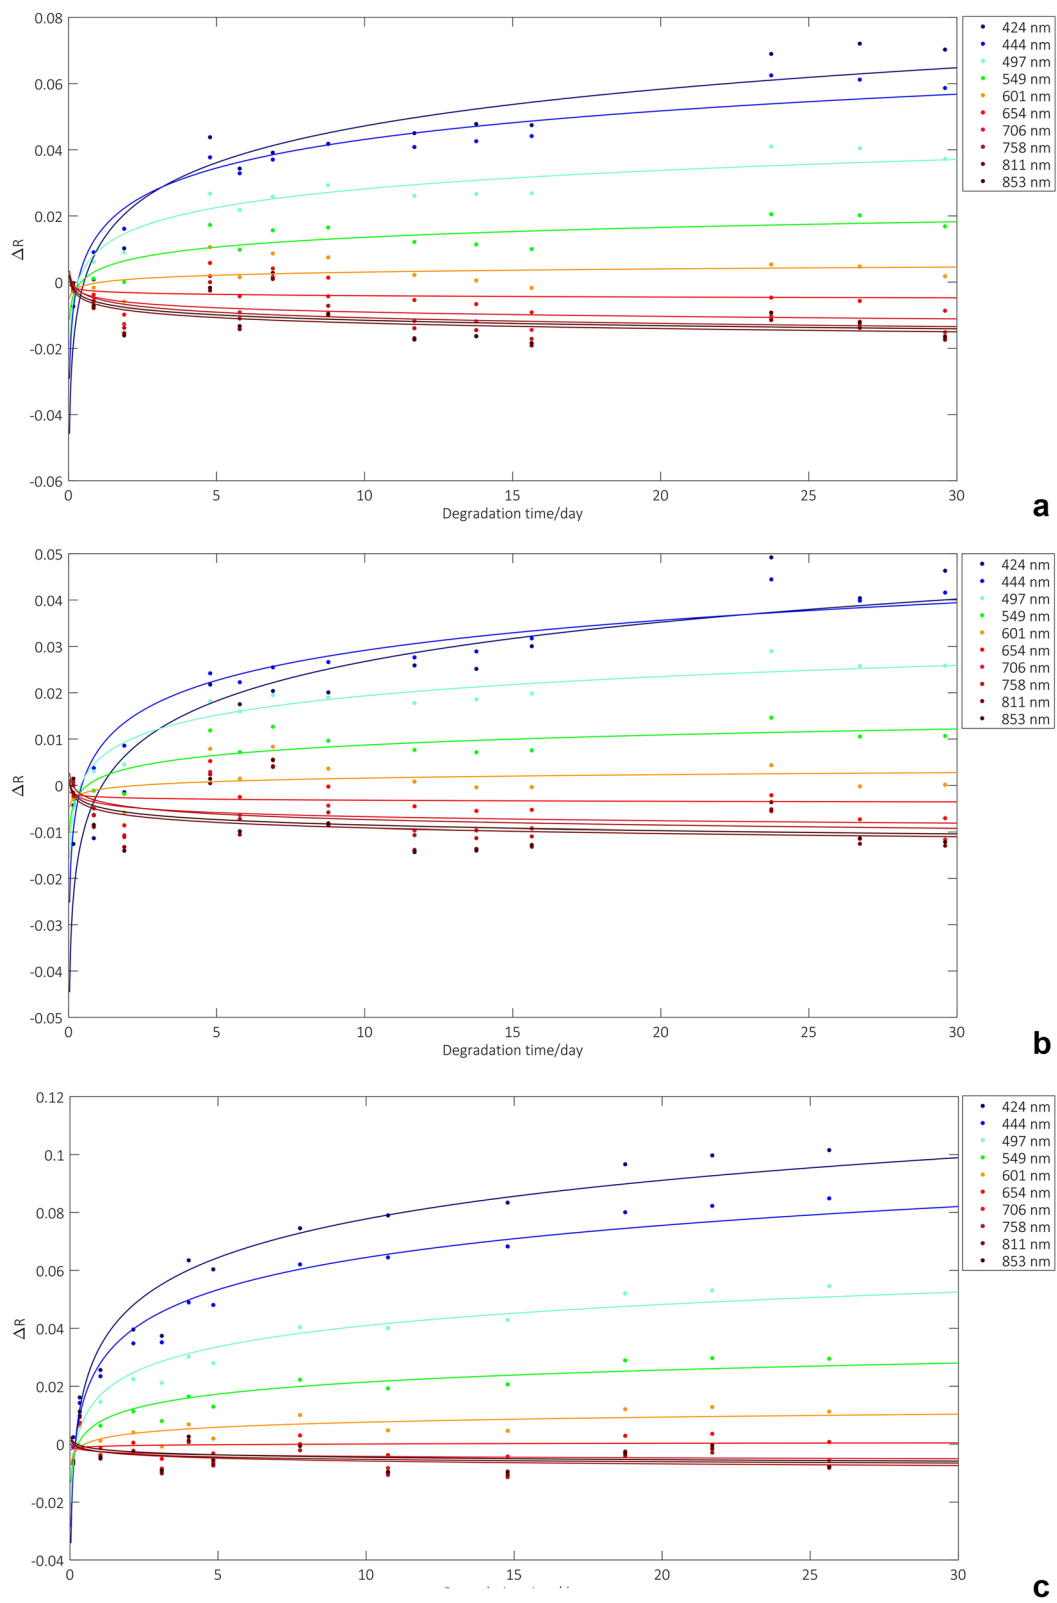 0.08
0.06
0.04
0.02
0
-0.02
-0.04
-0.06
ΔR
0 5 10 15 20 25 30
Degradation time/day
424 nm
444 nm
497 nm
549 nm
601 nm
654 nm
706 nm
758 nm
811 nm
853 nm
a
0.05
0.04
0.03
0.02
0.01
0
-0.01
-0.02
-0.03
-0.04
-0.05
ΔR
0 5 10 15 20 25 30
Degradation time/day
424 nm
444 nm
497 nm
549 nm
601 nm
654 nm
706 nm
758 nm
811 nm
853 nm
b
0.12
0.1
0.08
0.06
0.04
0.02
0
-0.02
-0.04
ΔR
0 5 10 15 20 25 30
424 nm
444 nm
497 nm
549 nm
601 nm
654 nm
706 nm
758 nm
811 nm
853 nm
c